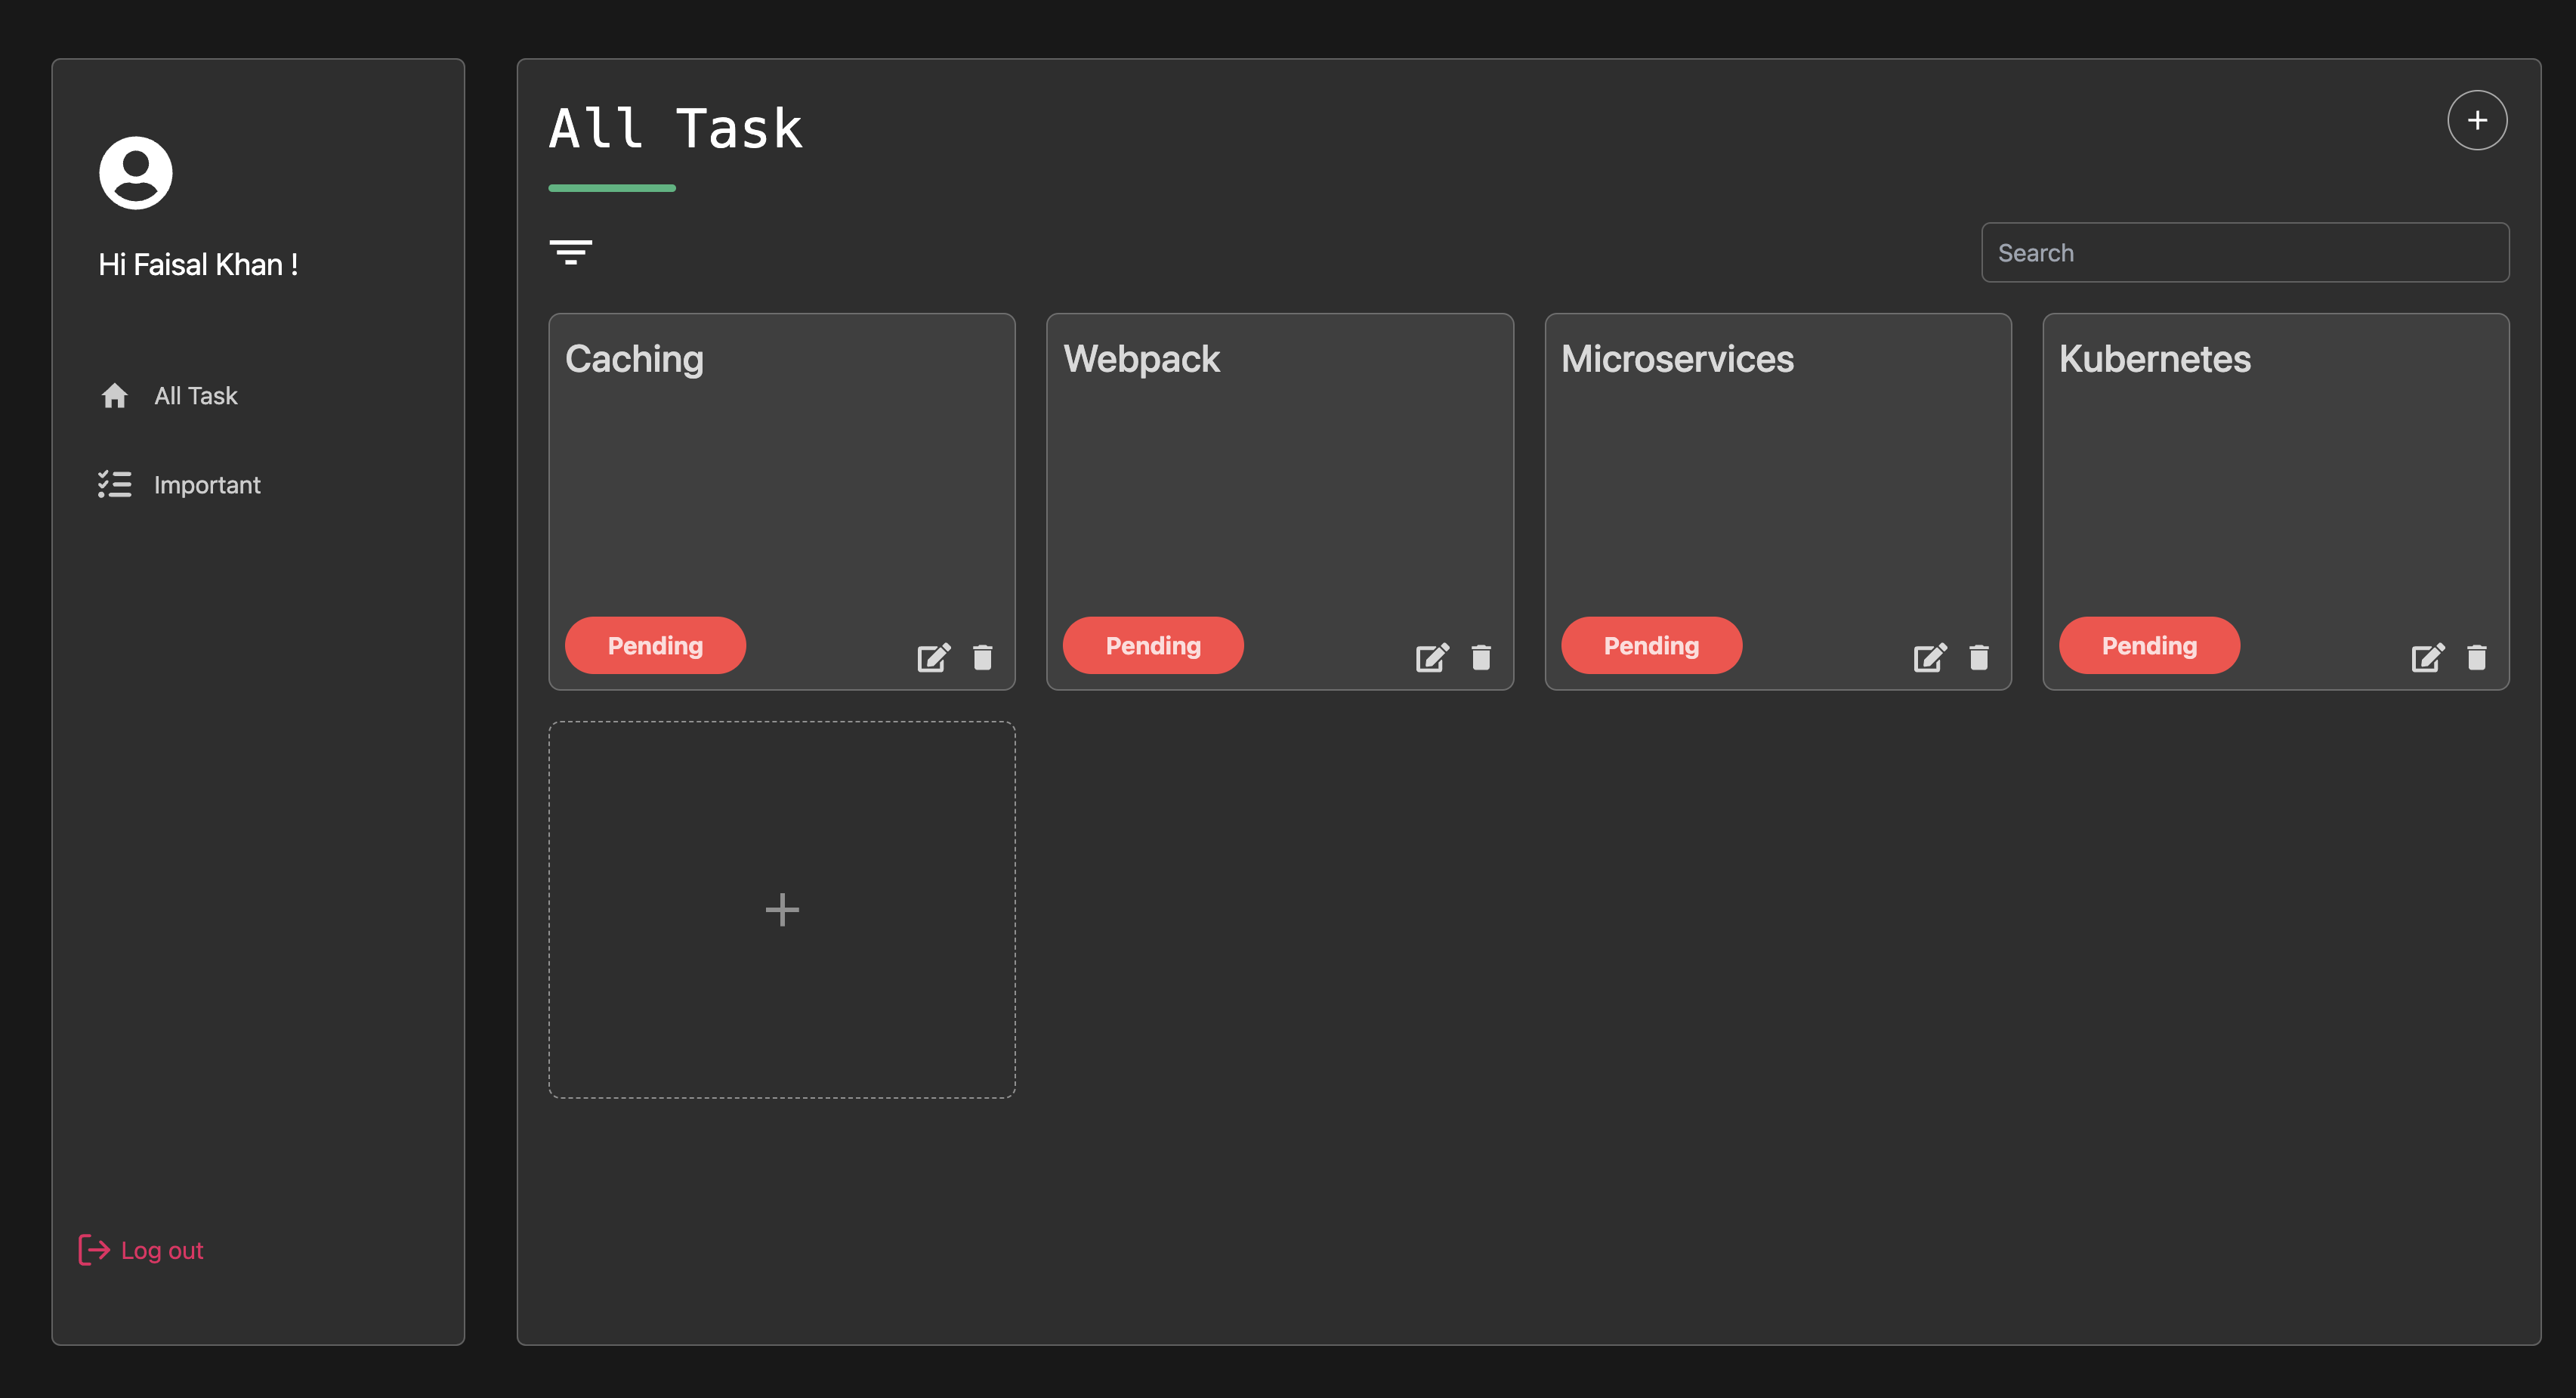 Hi Faisal Khan !
All Task
Important
Log out
All Task
Search
Caching
Pending
Webpack
Pending
Microservices
Pending
Kubernetes
Pending